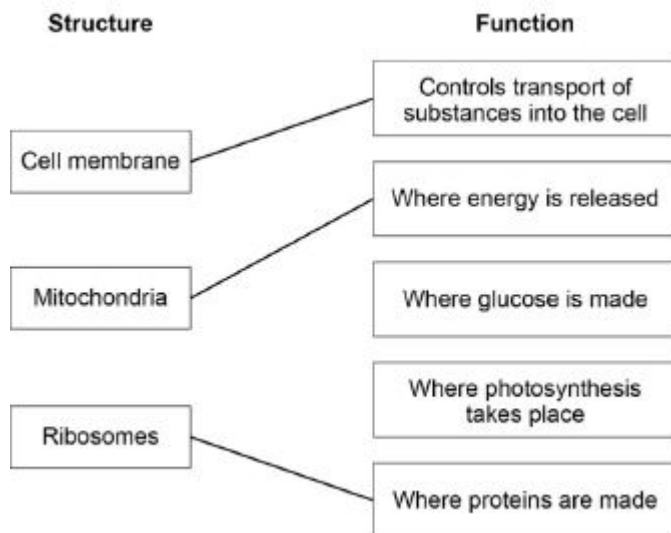 Structure
Function
Controls transport of
substances into the cell
Cell membrane
Where energy is released
Mitochondria
Where glucose is made
Where photosynthesis
takes place
Ribosomes
Where proteins are made